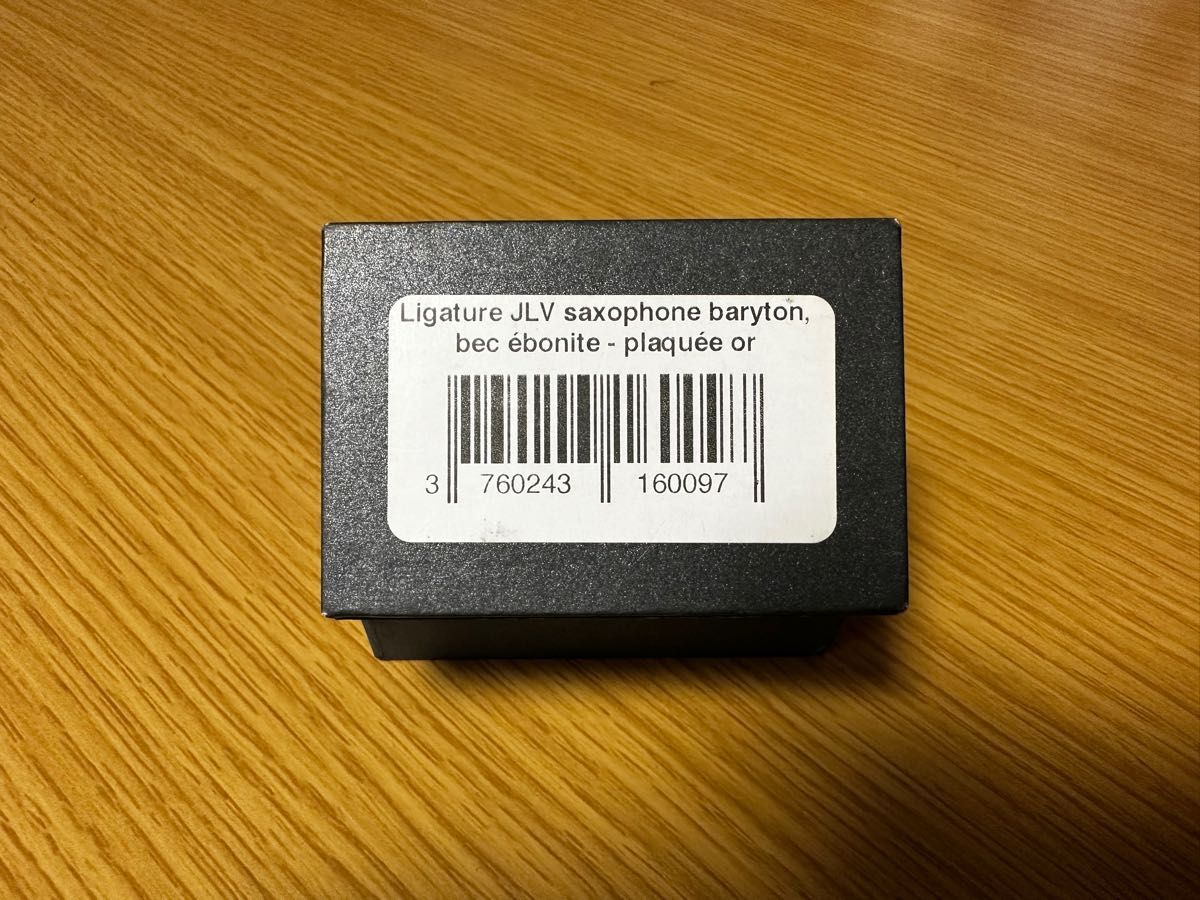 Ligature JLV saxophone baryton,
bec ébonite - plaquée or
3 760243 160097